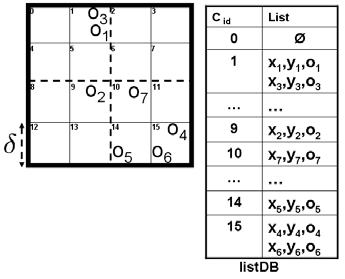 0 1 2 3
O₃
O₁
4 5 6 7
8 9 10 11
O₂ O₇
12 13 14 15
O₄
δ
O₅ O₆
C id List
0 Ø
1 x₁,y₁,o₁
x₃,y₃,o₃
... ...
9 x₂,y₂,o₂
10 x₇,y₇,o₇
... ...
14 x₅,y₅,o₅
15 x₄,y₄,o₄
x₆,y₆,o₆
listDB